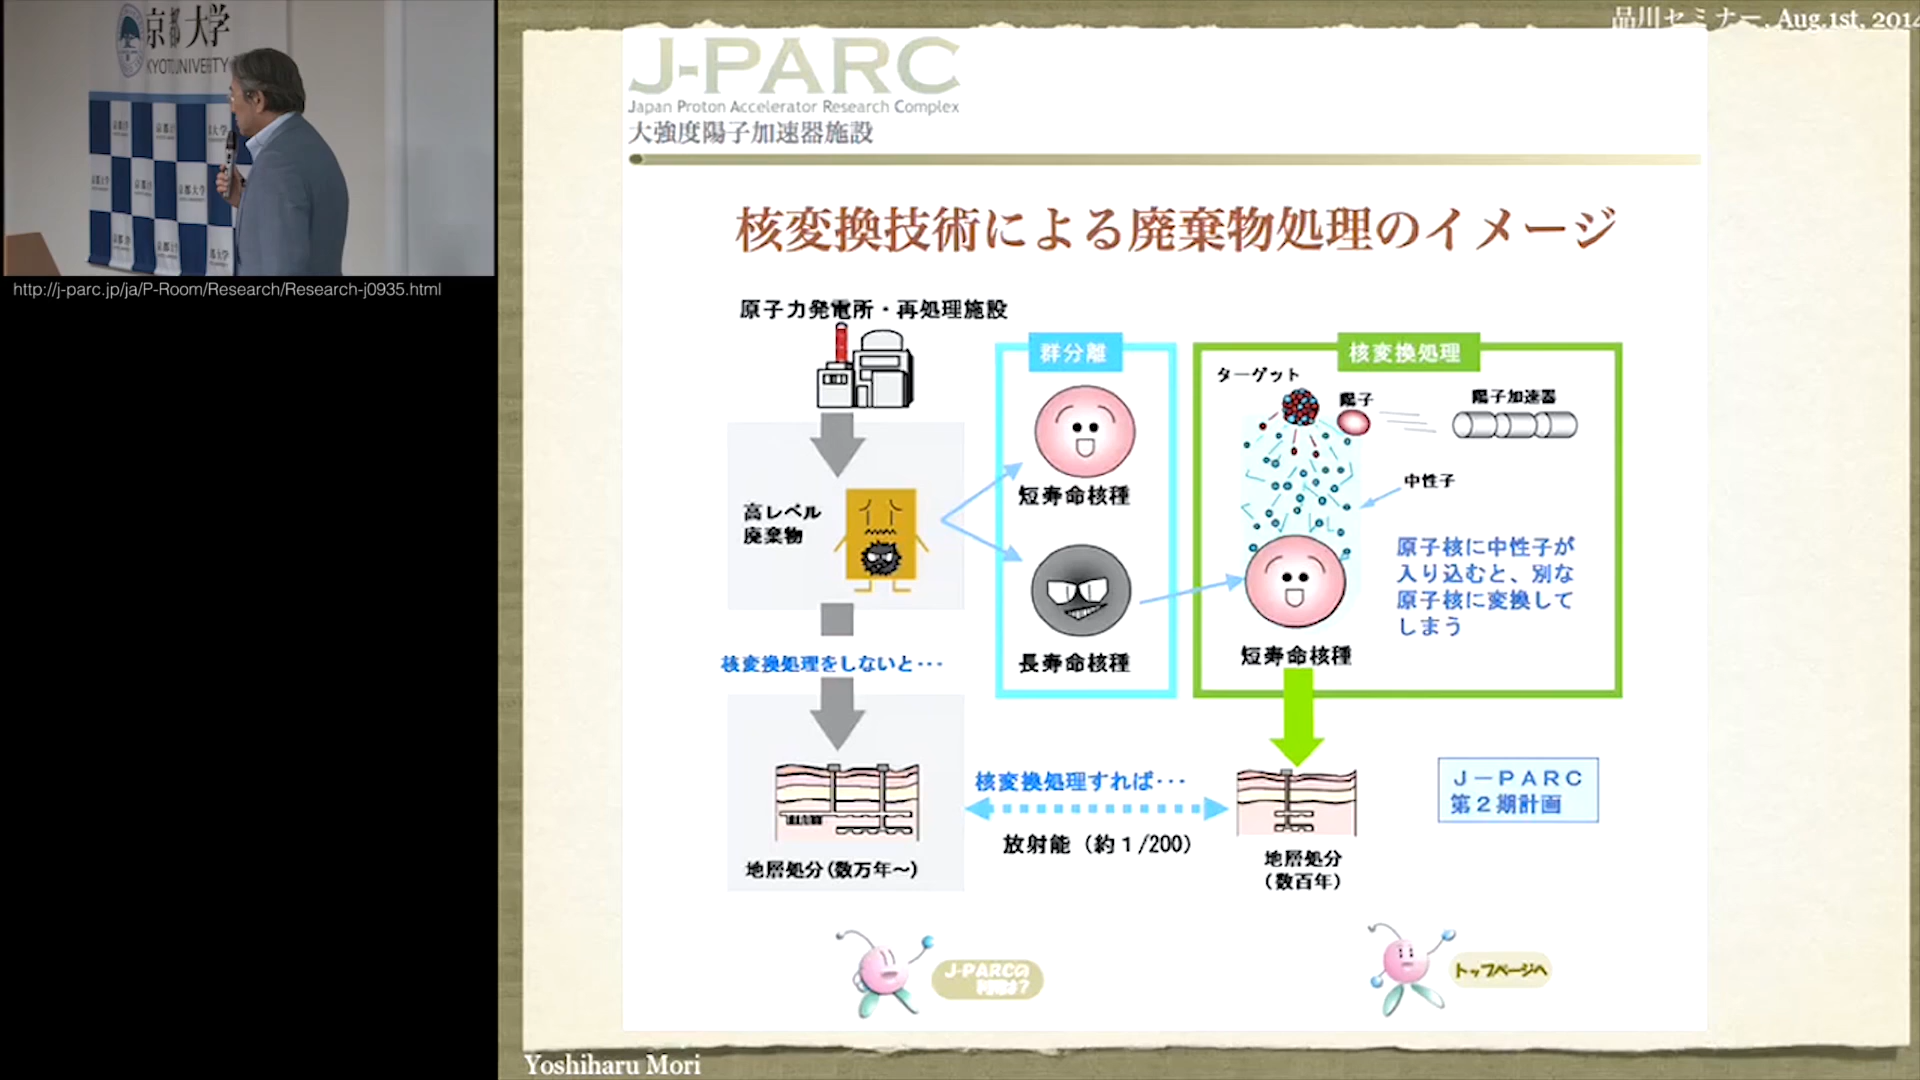 京都大学
KYOTO UNIVERSITY
http://j-parc.jp/ja/P-Room/Research/Research-j0935.html
品川セミナー, Aug.1st, 2014
J-PARC
Japan Proton Accelerator Research Complex
大強度陽子加速器施設
核変換技術による廃棄物処理のイメージ
原子力発電所・再処理施設
群分離
核変換処理
ターゲット
陽子
陽子加速器
中性子
短寿命核種
高レベル
廃棄物
原子核に中性子が
入り込むと、別な
原子核に変換して
しまう
長寿命核種
短寿命核種
核変換処理をしないと･･･
核変換処理すれば･･･
放射能（約１/200）
J－PARC
第２期計画
地層処分(数万年～)
地層処分
(数百年)
J-PARCの
トップページへ
Yoshiharu Mori